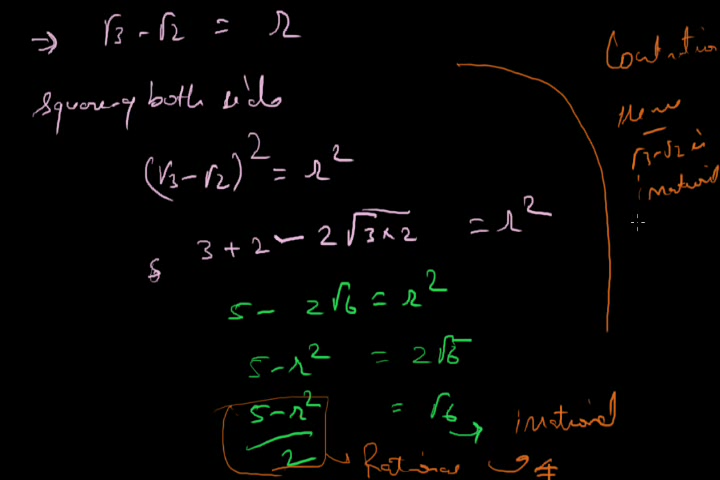 → √3 - √2 = r
Squaring both sides
(√3 - √2)² = r²
3 + 2 - 2√3×2 = r²
5 - 2√6 = r²
5 - r² = 2√6
5 - r² / 2 = √6 → irrational
Rational
Hence
√3 - √2 is
irrational